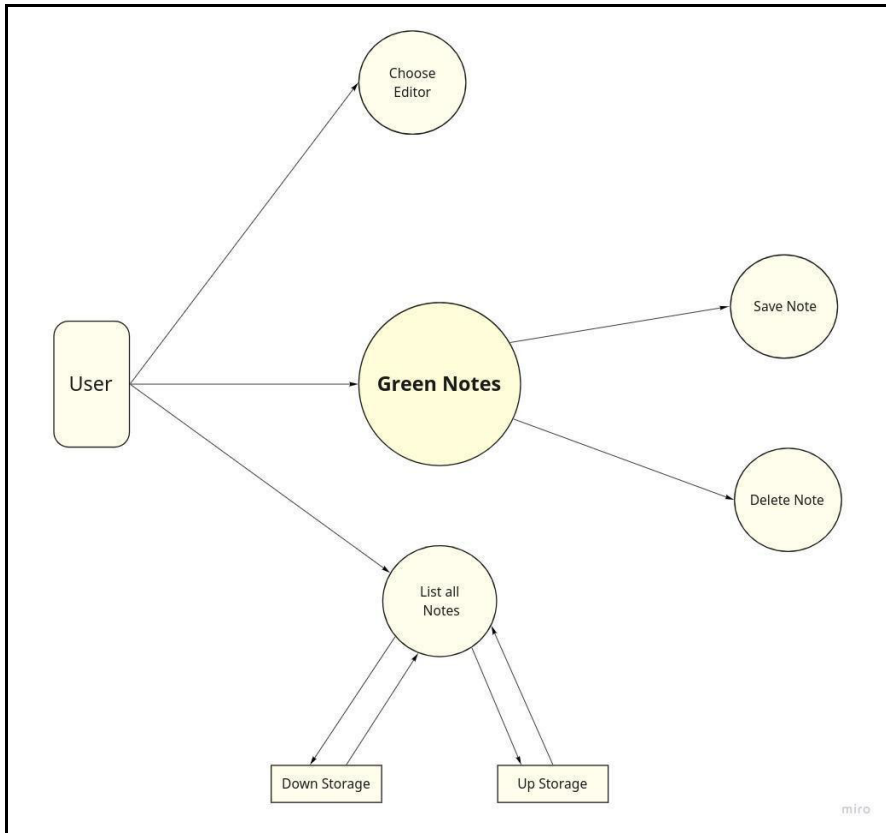 Choose
Editor
Save Note
User
Green Notes
Delete Note
List all
Notes
Down Storage
Up Storage
miro